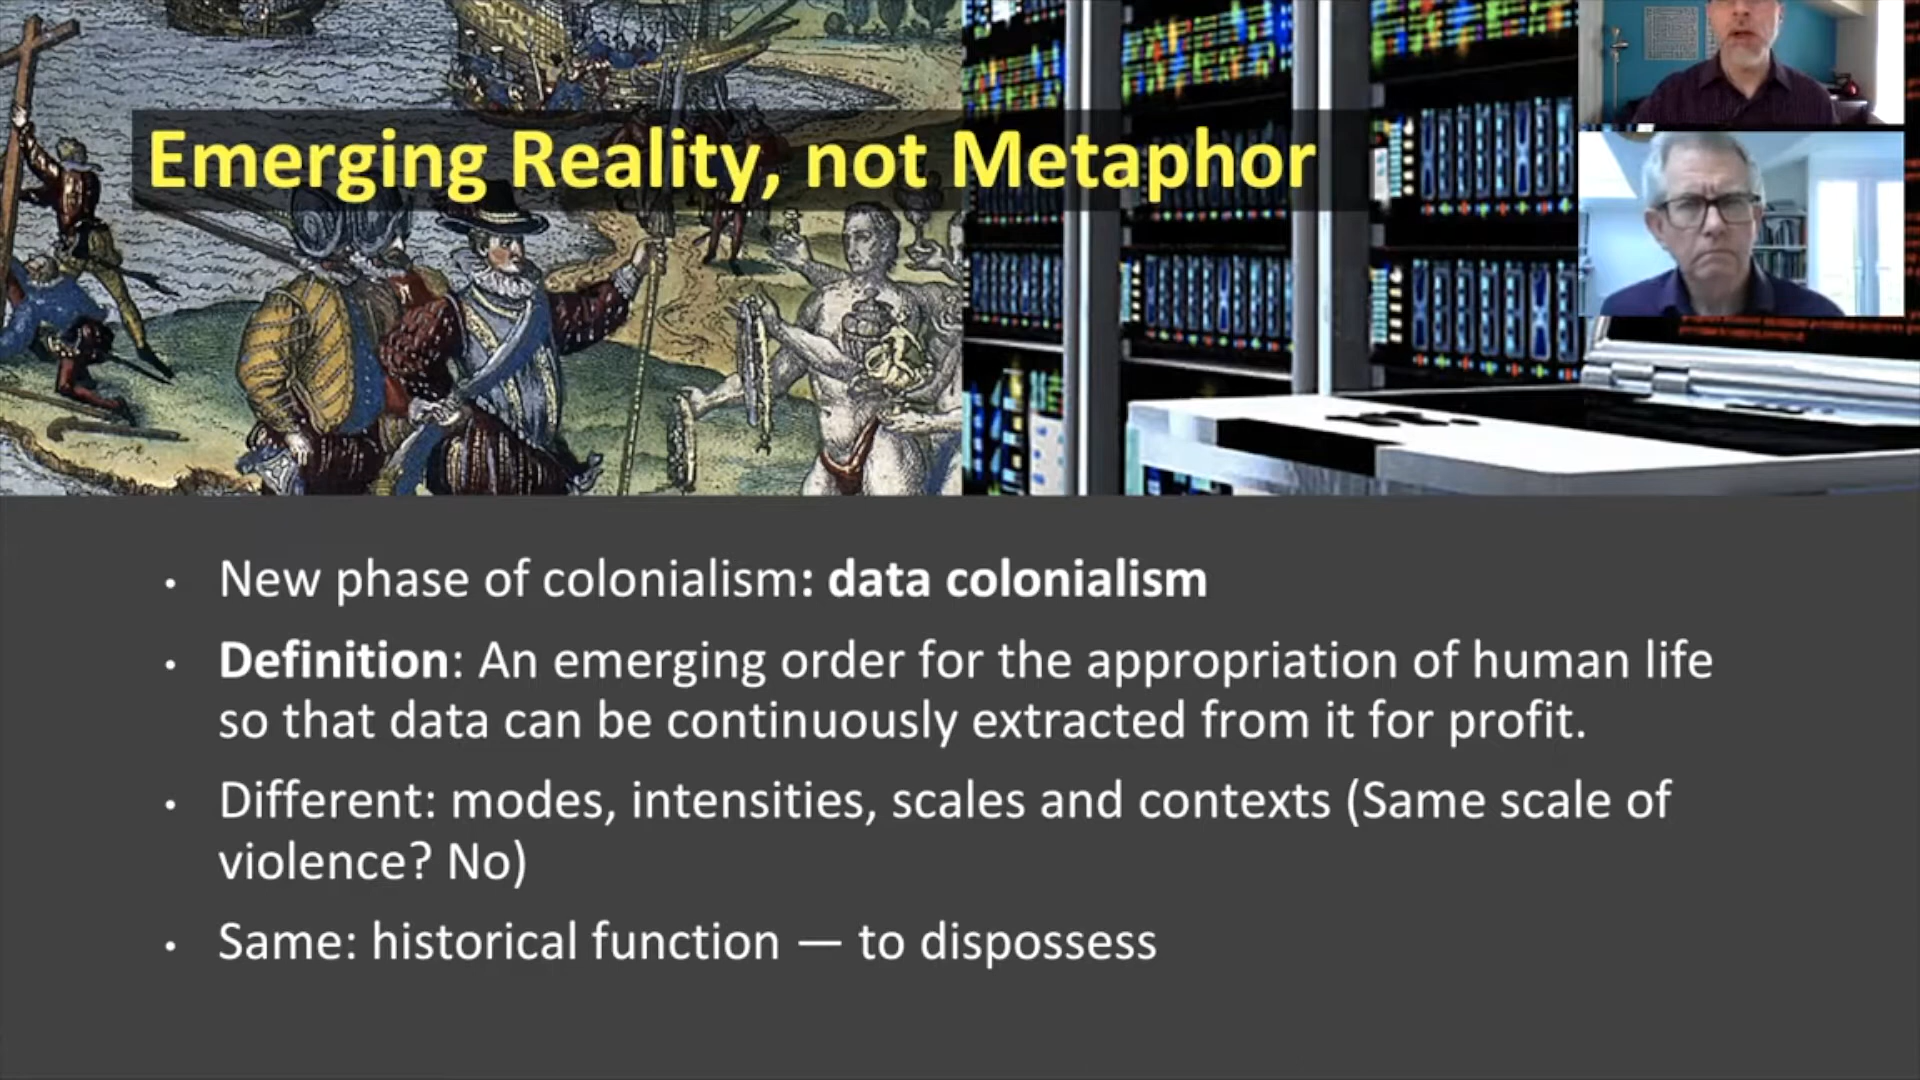 Emerging Reality, not Metaphor
• New phase of colonialism: data colonialism
• Definition: An emerging order for the appropriation of human life
so that data can be continuously extracted from it for profit.
• Different: modes, intensities, scales and contexts (Same scale of
violence? No)
• Same: historical function — to dispossess